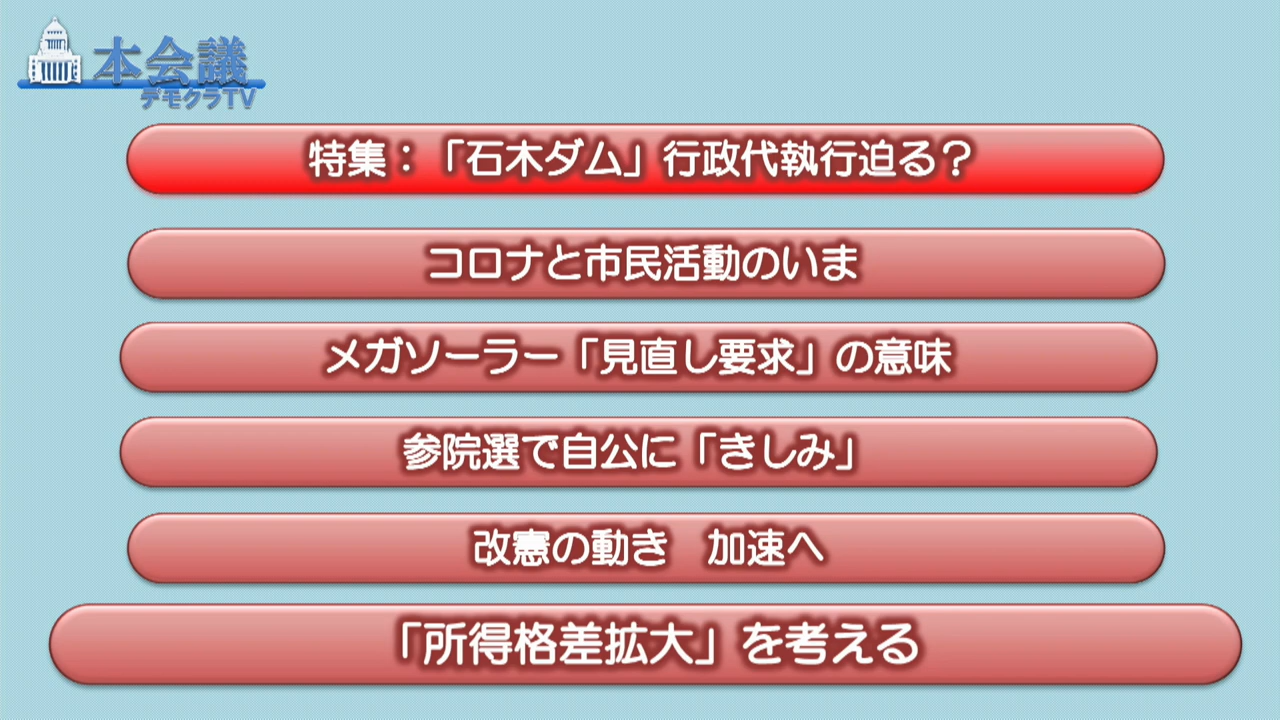 本会議
デモクラTV
特集：「石木ダム」行政代執行迫る？
コロナと市民活動のいま
メガソーラー「見直し要求」の意味
参院選で自公に「きしみ」
改憲の動き　加速へ
「所得格差拡大」を考える